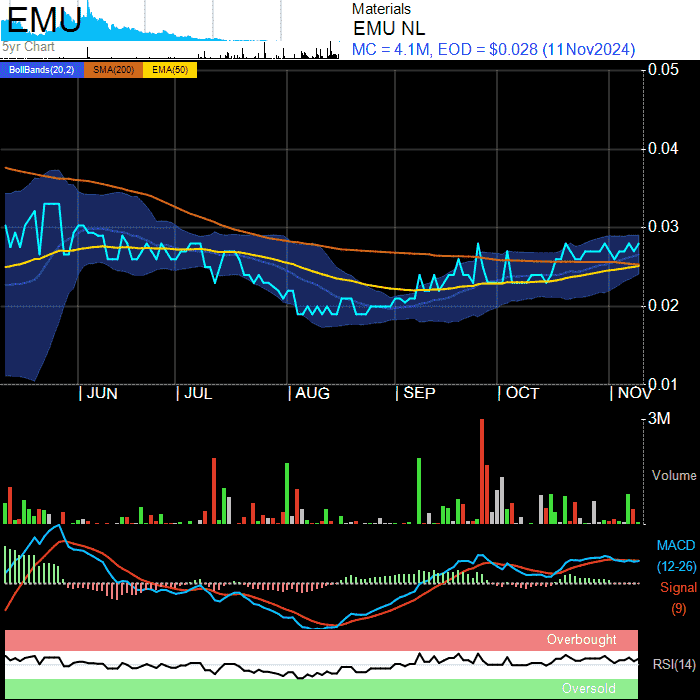 EMU
5yr Chart
Materials
EMU NL
MC = 4.1M, EOD = $0.028 (11Nov2024)
BollBands(20,2) SMA(200) EMA(50)
0.05
0.04
0.03
0.02
0.01
JUN JUL AUG SEP OCT NOV
3M
Volume
MACD
(12-26)
Signal
(9)
Overbought
RSI(14)
Oversold